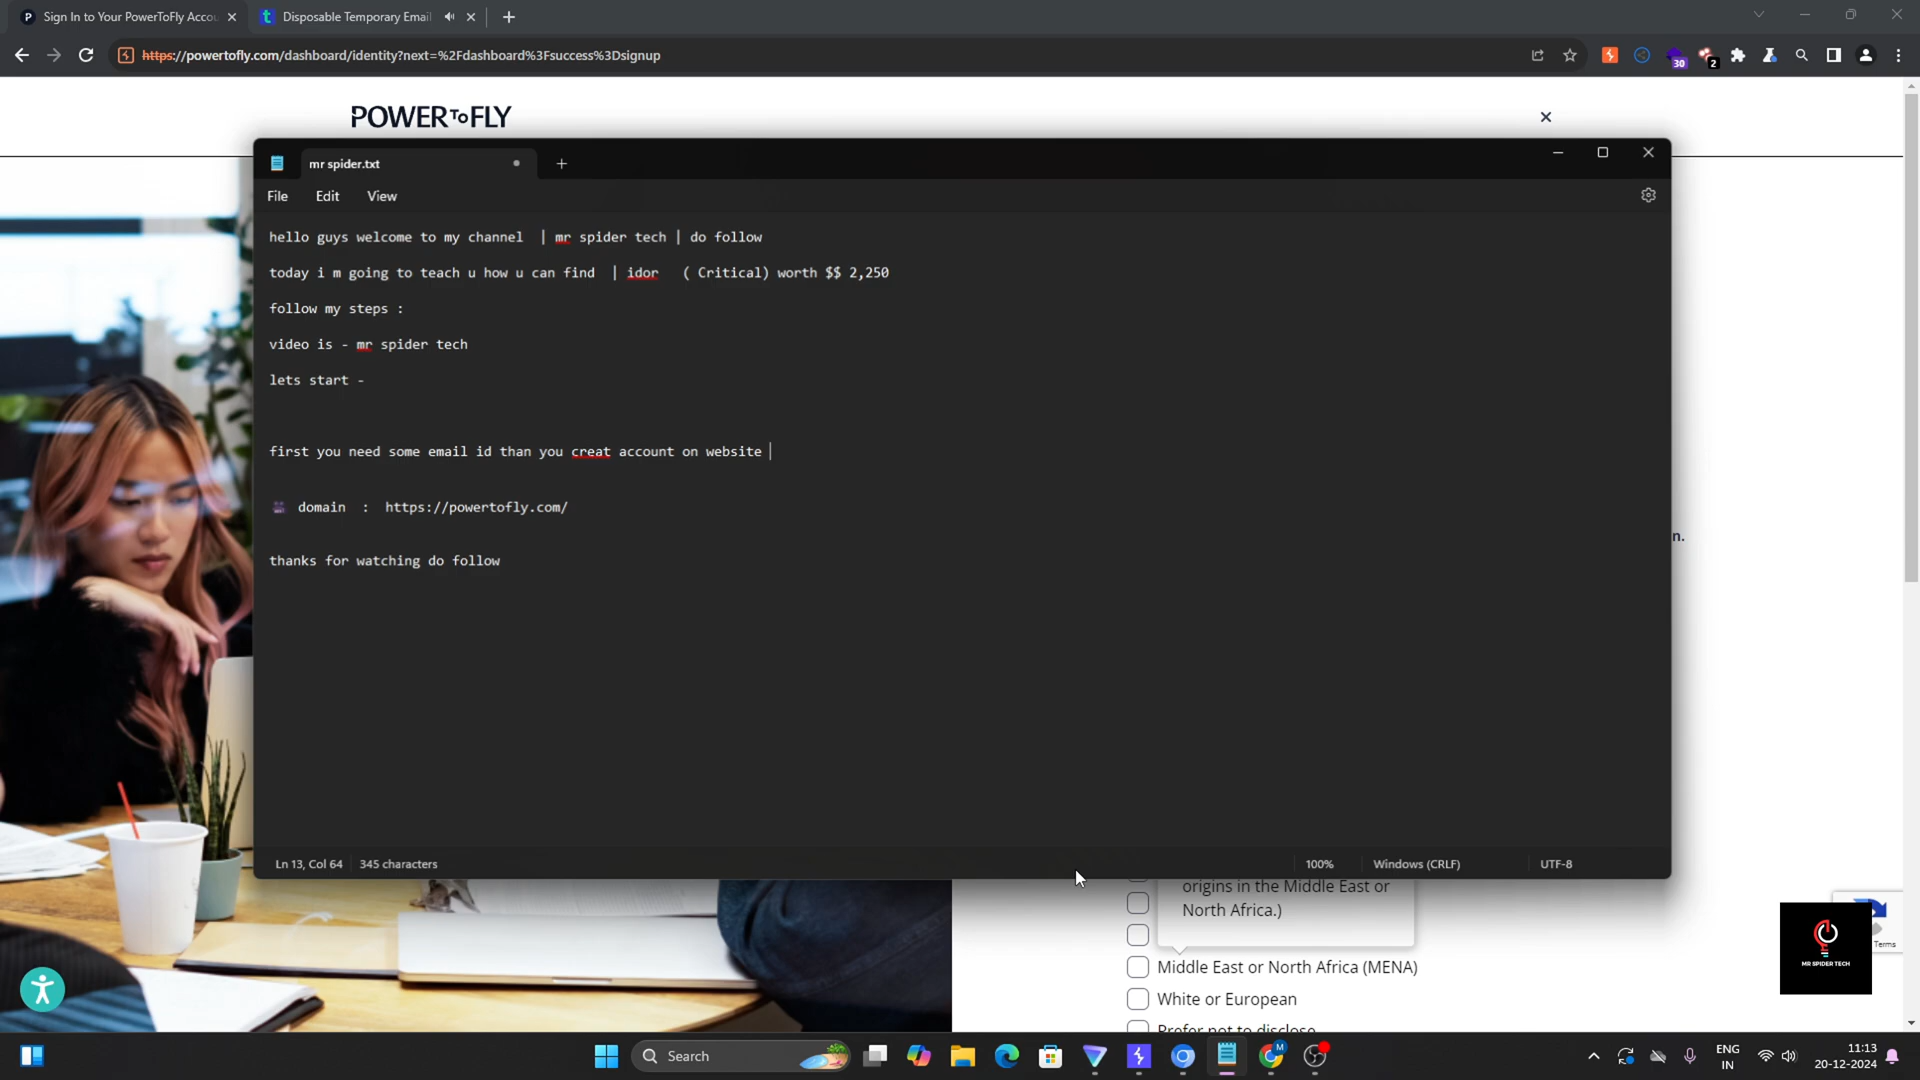 Sign In to Your PowerToFly Accou
Disposable Temporary Email
https://powertofly.com/dashboard/identity?next=%2Fdashboard%3Fsuccess%3Dsignup
30
2
POWERTOFLY
mr spider.txt
File
Edit
View
hello guys welcome to my channel | mr spider tech | do follow
today i m going to teach u how u can find | idor ( Critical) worth $$ 2,250
follow my steps :
video is - mr spider tech
lets start -
first you need some email id than you creat account on website
domain : https://powertofly.com/
n.
thanks for watching do follow
Ln 13, Col 64
345 characters
100%
Windows (CRLF)
UTF-8
origins in the Middle East or
North Africa.)
Terms
MR SPIDER TECH
Middle East or North Africa (MENA)
White or European
Prefer not to disclose
Search
M
ENG
IN
11:13
20-12-2024